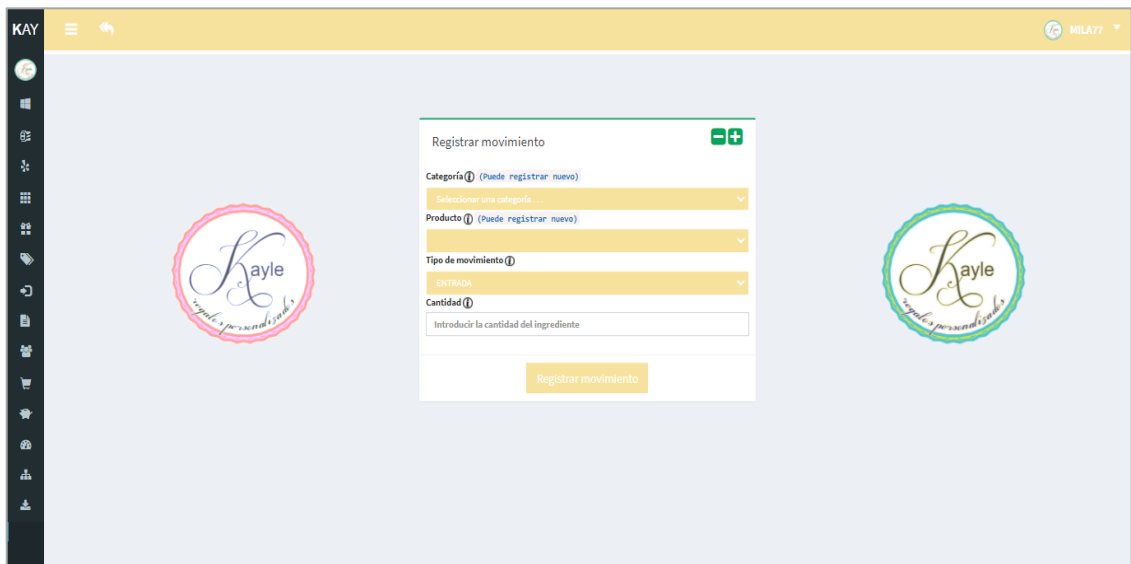 KAY
MILA77
Registrar movimiento
Categoría (Puede registrar nuevo)
Seleccionar una categoría . . .
Producto (Puede registrar nuevo)
Tipo de movimiento
ENTRADA
Cantidad
Introducir la cantidad del ingrediente
Registrar movimiento
Kayle
regalos personalizados
Kayle
regalos personalizados